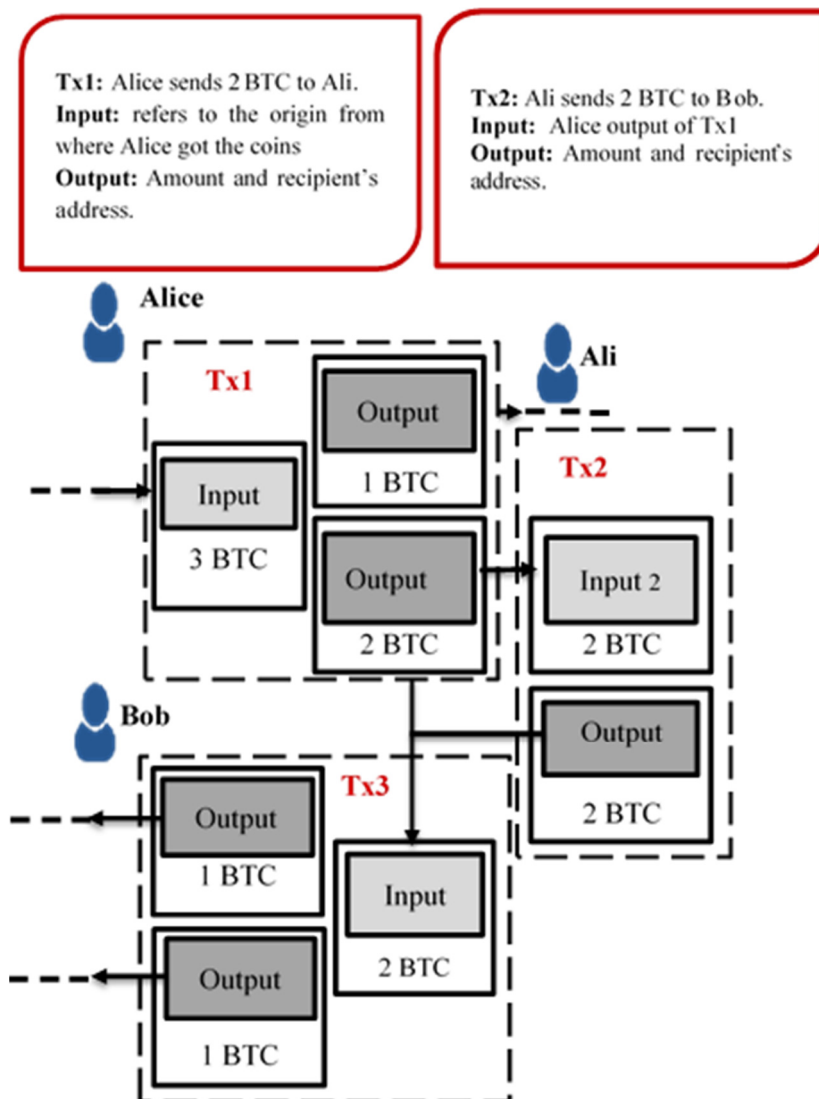 Tx1: Alice sends 2 BTC to Ali.
Input: refers to the origin from
where Alice got the coins
Output: Amount and recipient's
address.
Tx2: Ali sends 2 BTC to Bob.
Input: Alice output of Tx1
Output: Amount and recipient's
address.
Alice
Tx1
Output
1 BTC
Input
3 BTC
Output
2 BTC
Ali
Tx2
Input 2
2 BTC
Output
2 BTC
Bob
Tx3
Output
1 BTC
Input
2 BTC
Output
1 BTC